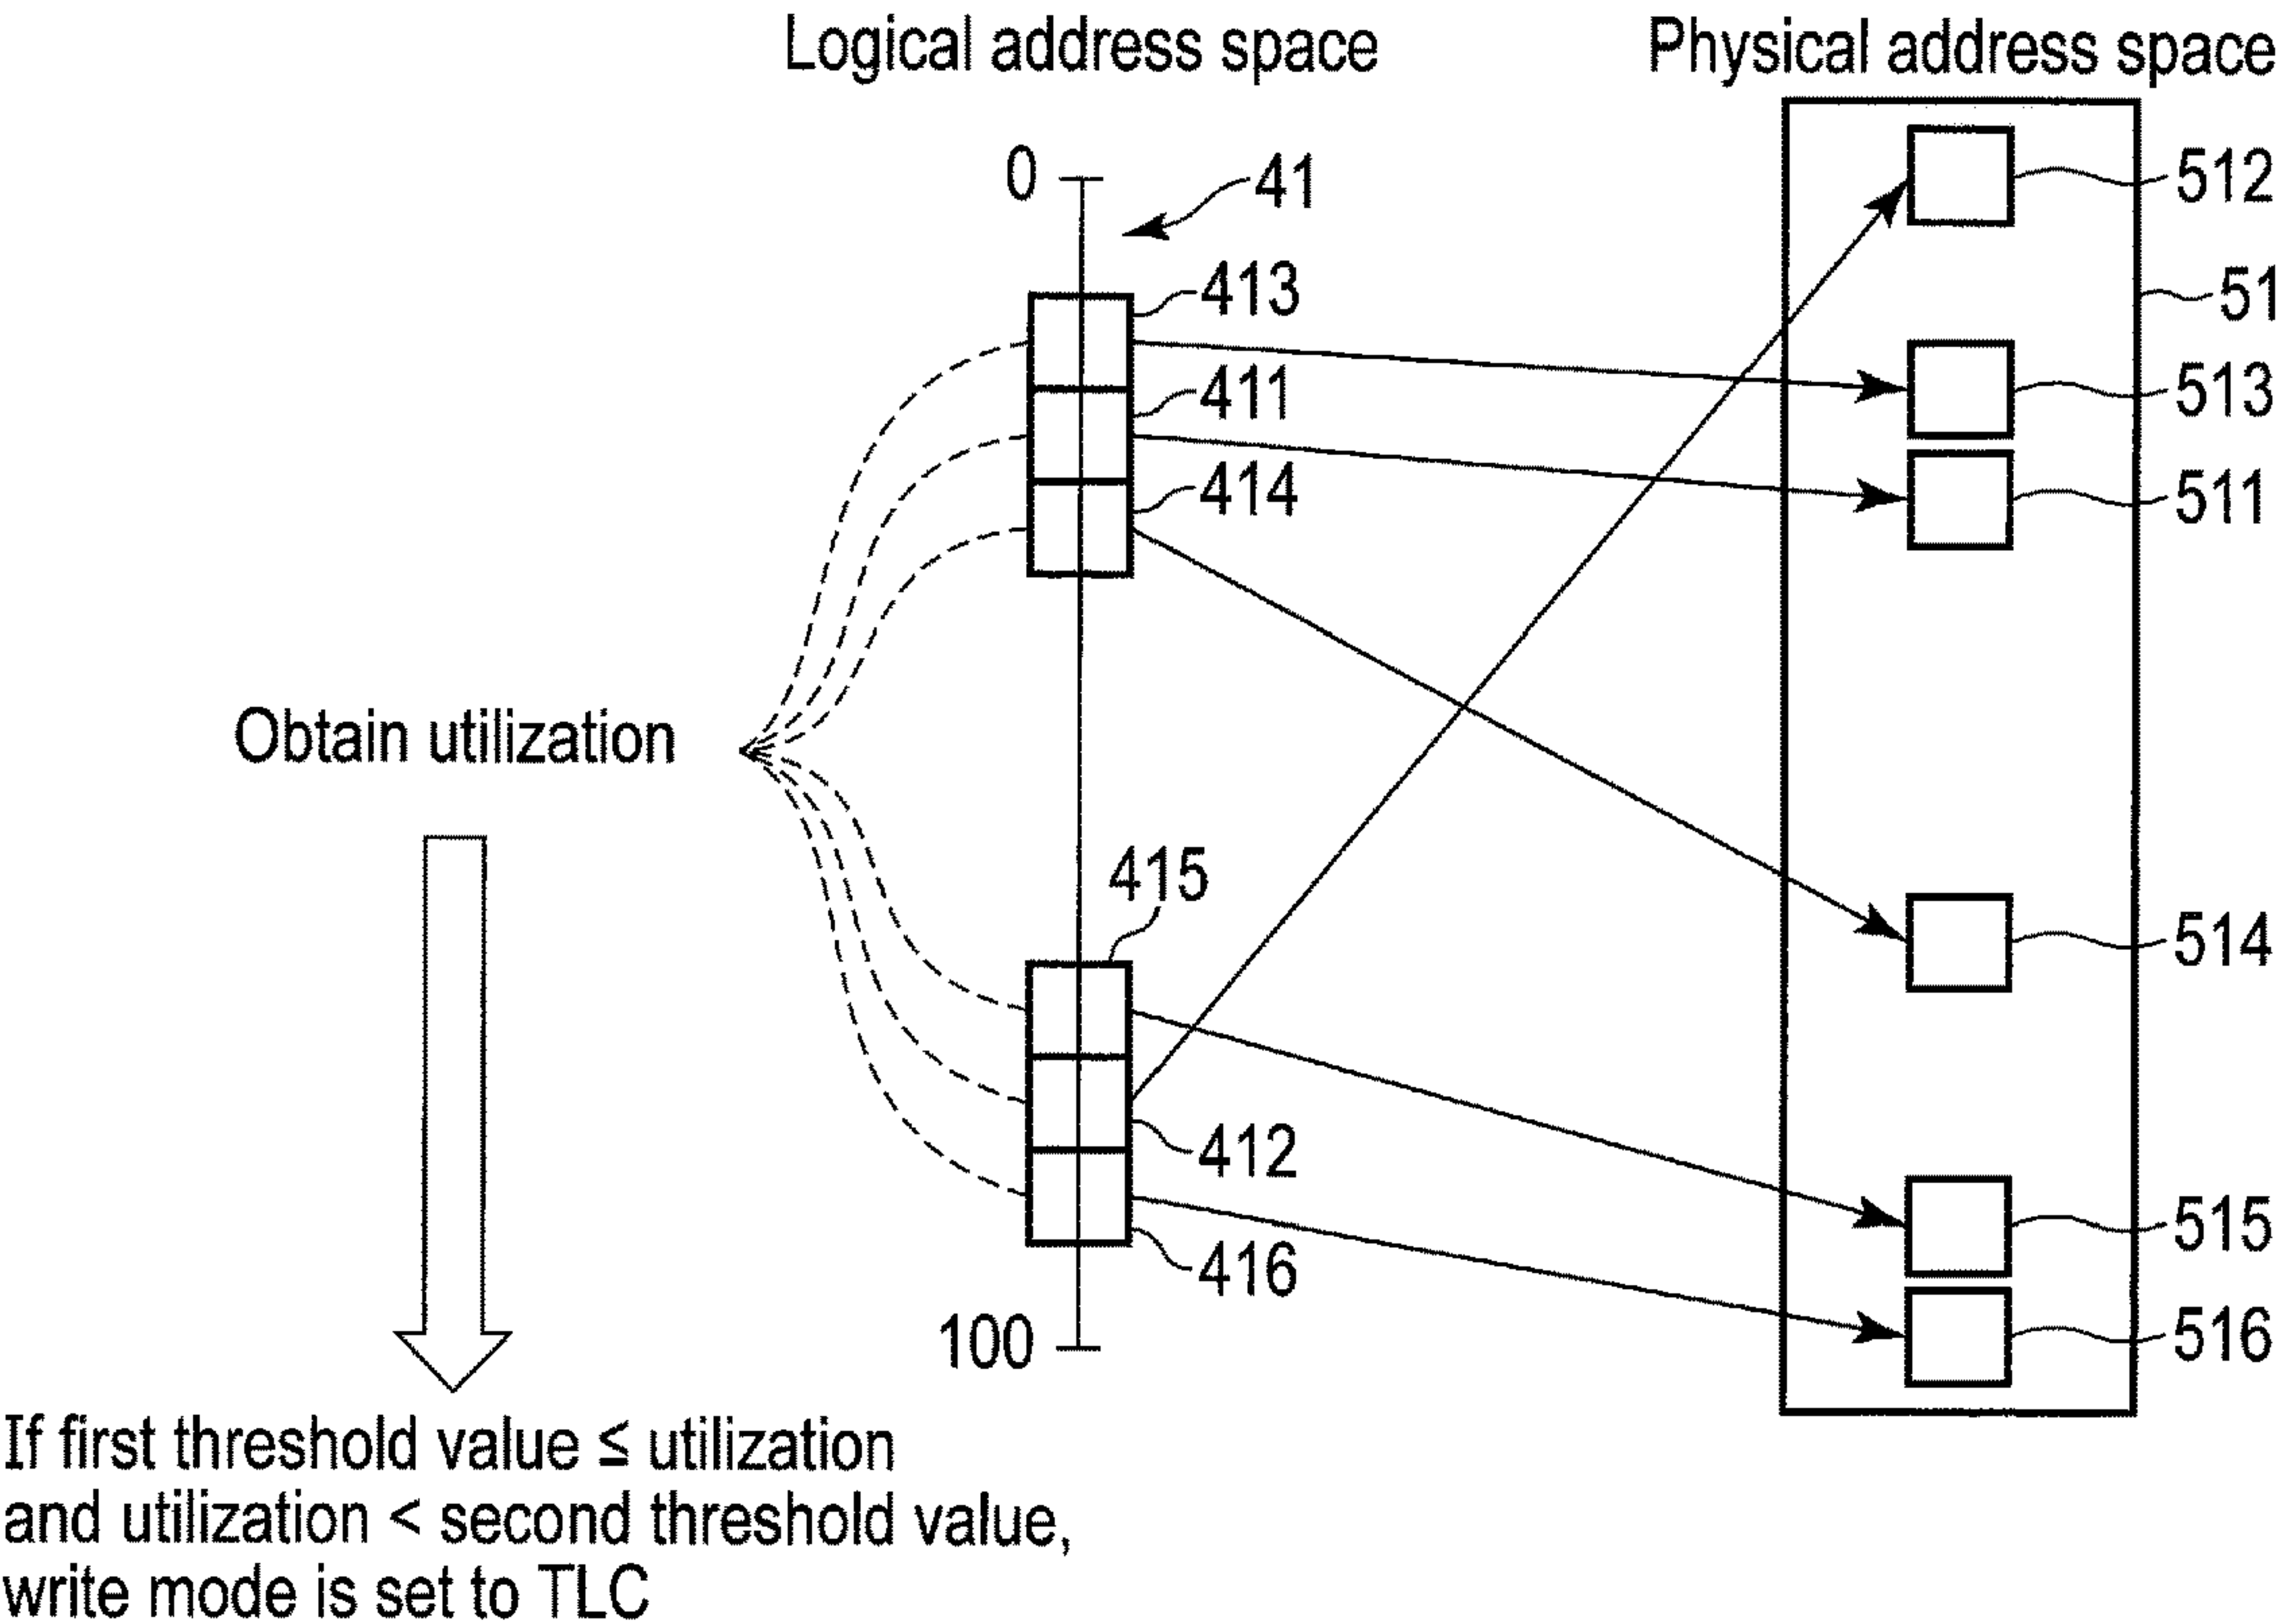 Logical address space
Physical address space
0
41
413
411
414
415
412
416
100
512
51
513
511
514
515
516
Obtain utilization
If first threshold value ≤ utilization
and utilization < second threshold value,
write mode is set to TLC